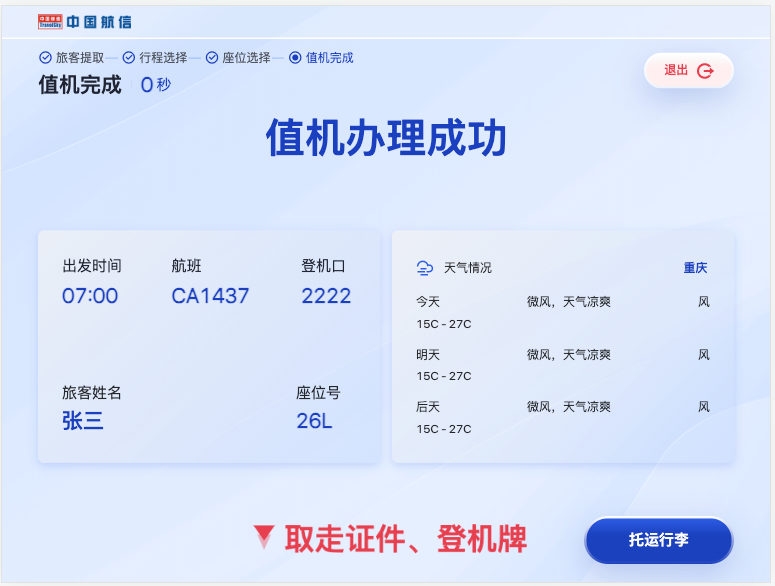 中国航信
TravelSky
中国航信
旅客提取 行程选择 座位选择 值机完成
值机完成 0秒
退出
值机办理成功
出发时间 航班 登机口
07:00 CA1437 2222
旅客姓名 座位号
张三 26L
天气情况 重庆
今天 微风，天气凉爽 风
15C - 27C
明天 微风，天气凉爽 风
15C - 27C
后天 微风，天气凉爽 风
15C - 27C
取走证件、登机牌
托运行李